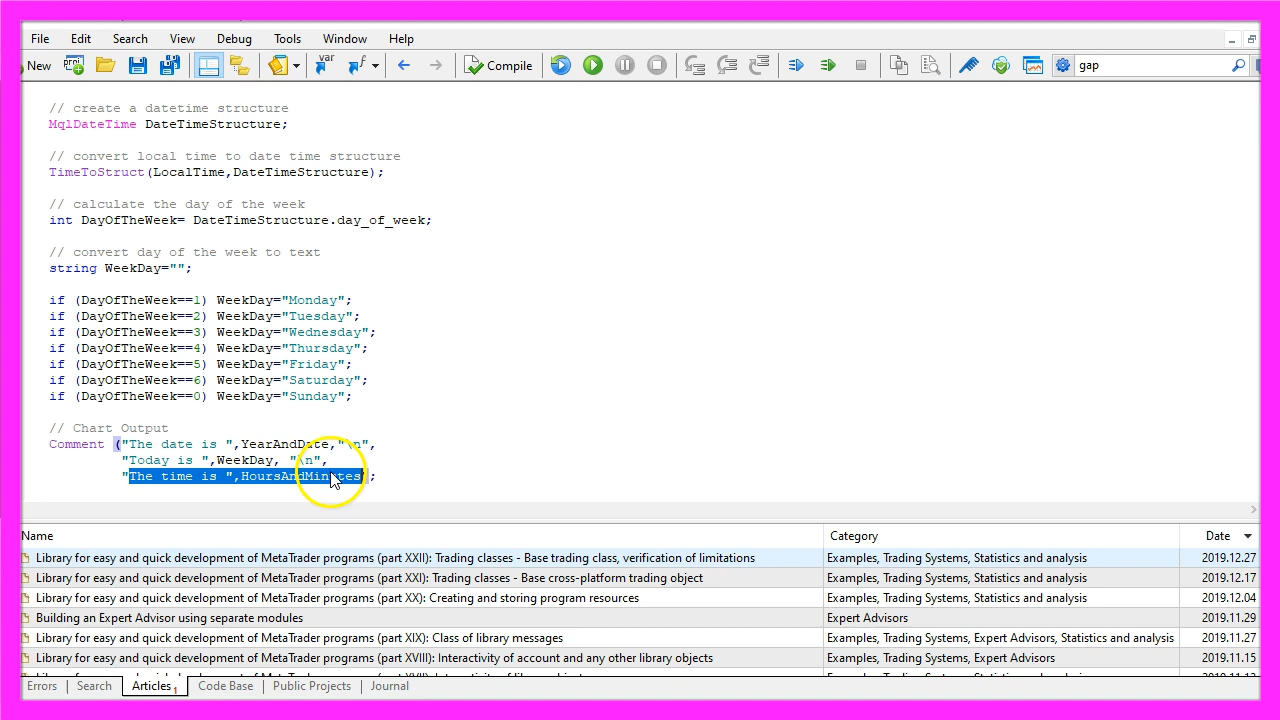 File Edit Search View Debug Tools Window Help
New Compile gap
// create a datetime structure
MqlDateTime DateTimeStructure;
// convert local time to date time structure
TimeToStruct(LocalTime,DateTimeStructure);
// calculate the day of the week
int DayOfTheWeek= DateTimeStructure.day_of_week;
// convert day of the week to text
string WeekDay="";
if (DayOfTheWeek==1) WeekDay="Monday";
if (DayOfTheWeek==2) WeekDay="Tuesday";
if (DayOfTheWeek==3) WeekDay="Wednesday";
if (DayOfTheWeek==4) WeekDay="Thursday";
if (DayOfTheWeek==5) WeekDay="Friday";
if (DayOfTheWeek==6) WeekDay="Saturday";
if (DayOfTheWeek==0) WeekDay="Sunday";
// Chart Output
Comment ("The date is ",YearAndDate,"\n",
"Today is ",WeekDay, "\n",
"The time is ",HoursAndMinutes);
Name Category Date
Library for easy and quick development of MetaTrader programs (part XXII): Trading classes - Base trading class, verification of limitations Examples, Trading Systems, Statistics and analysis 2019.12.27
Library for easy and quick development of MetaTrader programs (part XXI): Trading classes - Base cross-platform trading object Examples, Trading Systems, Statistics and analysis 2019.12.17
Library for easy and quick development of MetaTrader programs (part XX): Creating and storing program resources Examples, Trading Systems, Statistics and analysis 2019.12.04
Building an Expert Advisor using separate modules Expert Advisors 2019.11.29
Library for easy and quick development of MetaTrader programs (part XIX): Class of library messages Examples, Trading Systems, Expert Advisors, Statistics and analysis 2019.11.27
Library for easy and quick development of MetaTrader programs (part XVIII): Interactivity of account and any other library objects Examples, Trading Systems, Expert Advisors 2019.11.15
Errors Search Articles 1 Code Base Public Projects Journal